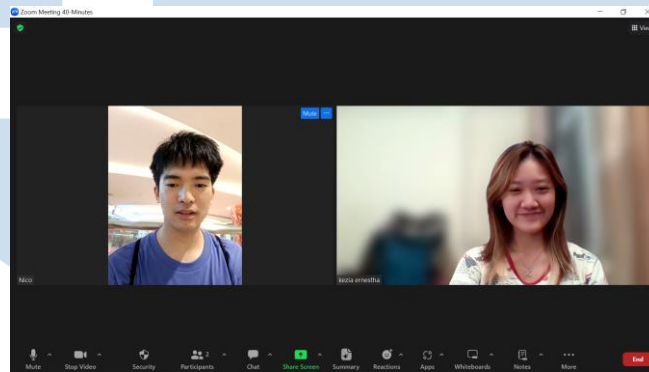 Zoom Meeting 40-Minutes
View
Mute
Nico
kezia ernestha
Mute
Stop Video
Security
Participants
2
Chat
Share Screen
Summary
Reactions
Apps
Whiteboards
Notes
More
End